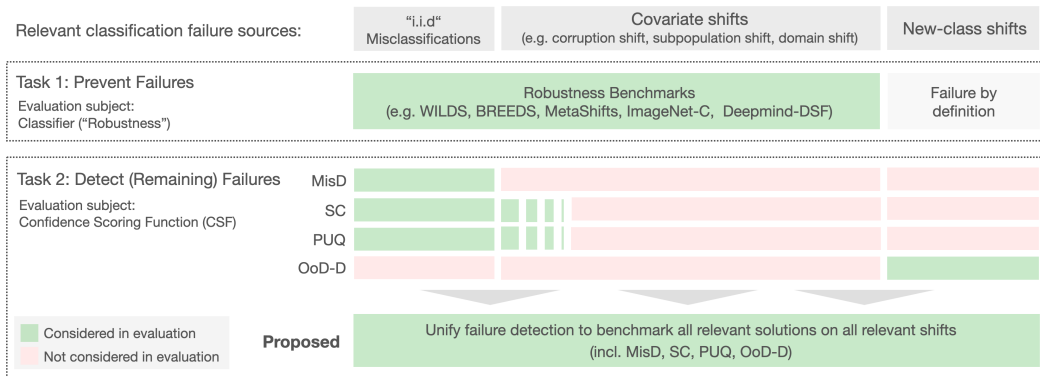 Relevant classification failure sources:
“i.i.d“
Misclassifications
Covariate shifts
(e.g. corruption shift, subpopulation shift, domain shift)
New-class shifts
Task 1: Prevent Failures
Evaluation subject:
Classifier (“Robustness”)
Robustness Benchmarks
(e.g. WILDS, BREEDS, MetaShifts, ImageNet-C, Deepmind-DSF)
Failure by
definition
Task 2: Detect (Remaining) Failures
Evaluation subject:
Confidence Scoring Function (CSF)
MisD
SC
PUQ
OoD-D
Considered in evaluation
Not considered in evaluation
Proposed
Unify failure detection to benchmark all relevant solutions on all relevant shifts
(incl. MisD, SC, PUQ, OoD-D)